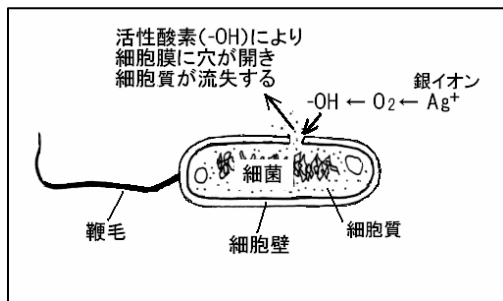 活性酸素(-OH)により
細胞膜に穴が開き
細胞質が流失する
銀イオン
-OH ← O₂ ← Ag⁺
細菌
鞭毛
細胞壁
細胞質